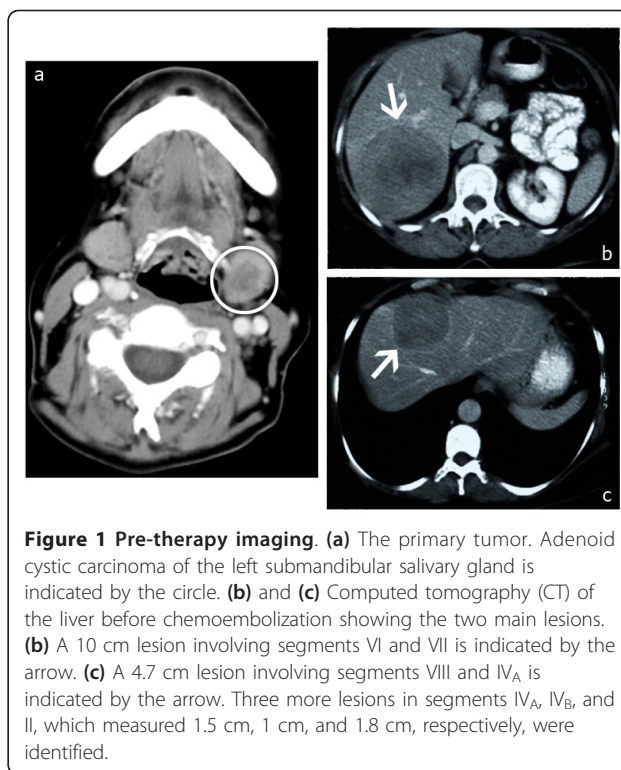 a
b
c
Figure 1 Pre-therapy imaging. (a) The primary tumor. Adenoid
cystic carcinoma of the left submandibular salivary gland is
indicated by the circle. (b) and (c) Computed tomography (CT) of
the liver before chemoembolization showing the two main lesions.
(b) A 10 cm lesion involving segments VI and VII is indicated by the
arrow. (c) A 4.7 cm lesion involving segments VIII and IVA is
indicated by the arrow. Three more lesions in segments IVA, IVB, and
II, which measured 1.5 cm, 1 cm, and 1.8 cm, respectively, were
identified.